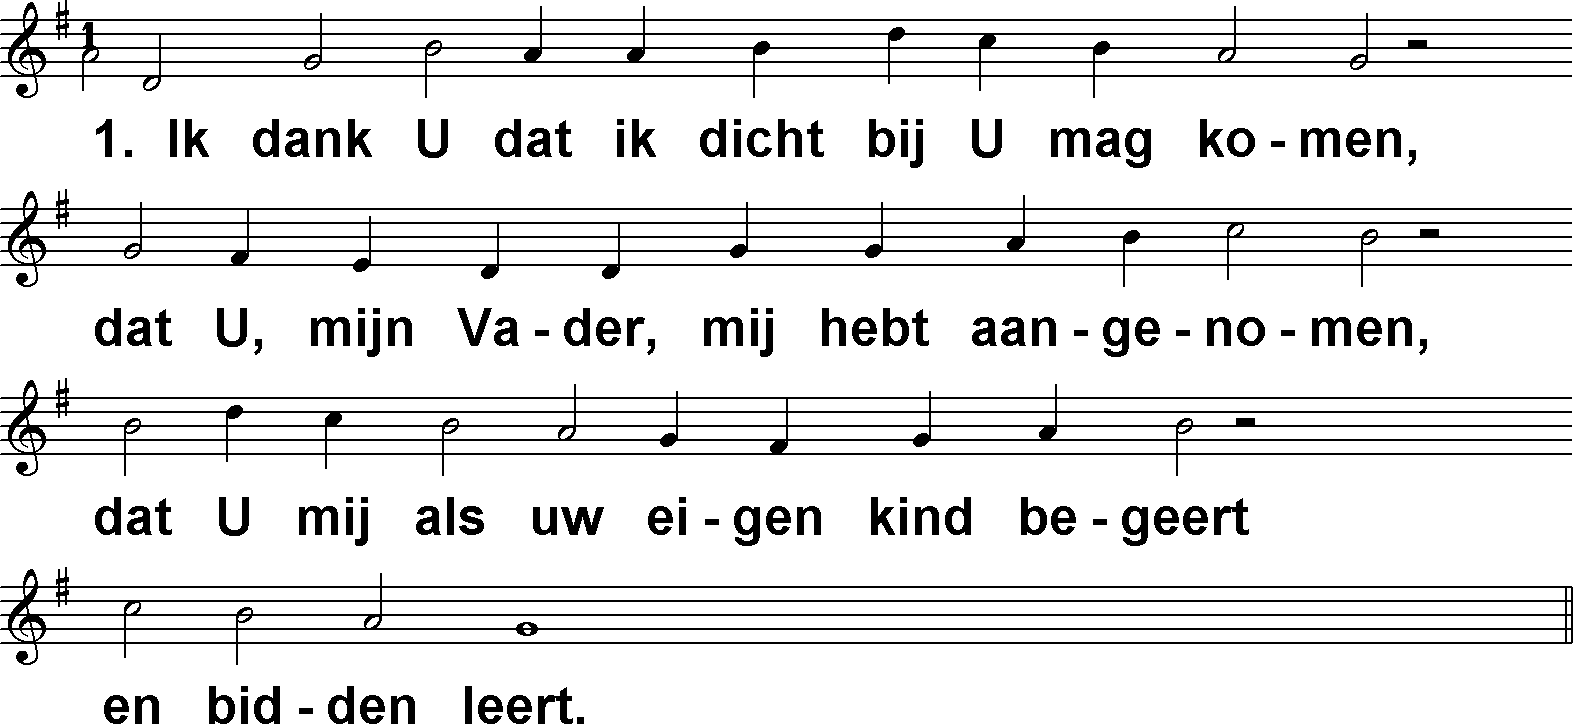 1
1. Ik dank U dat ik dicht bij U mag ko - men,
dat U, mijn Va - der, mij hebt aan - ge - no - men,
dat U mij als uw ei - gen kind be - geert
en bid - den leert.